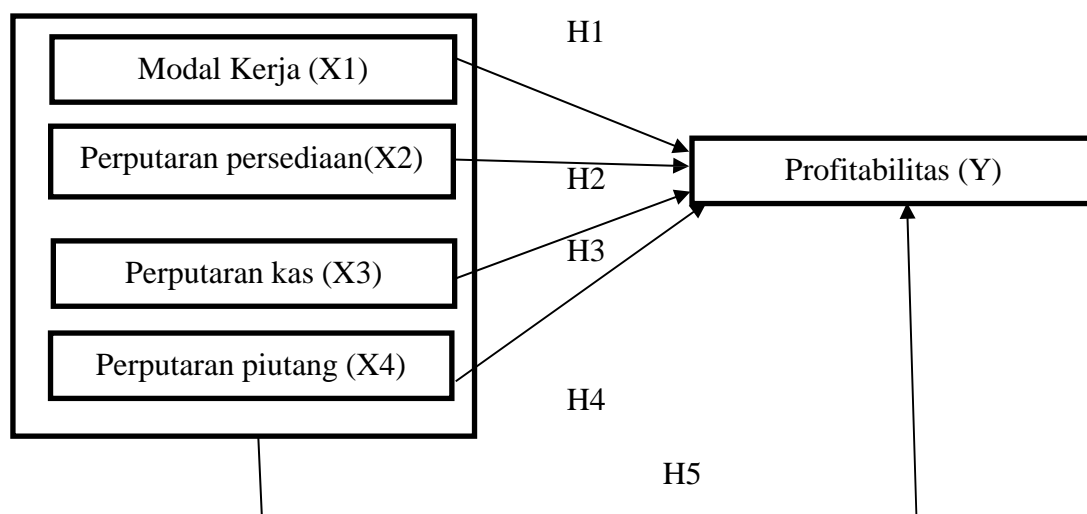 H1
Modal Kerja (X1)
Perputaran persediaan(X2)
Profitabilitas (Y)
H2
H3
Perputaran kas (X3)
Perputaran piutang (X4)
H4
H5